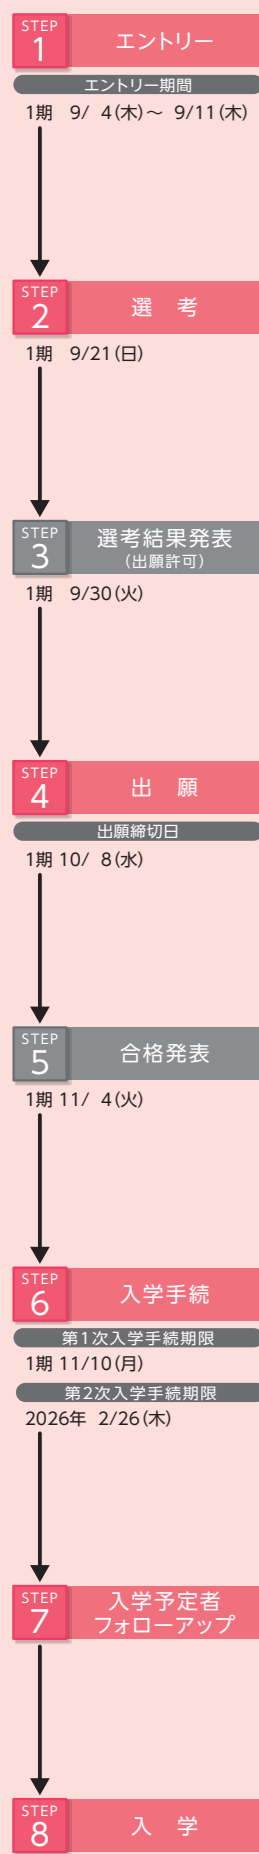 STEP
1
エントリー
エントリー期間
1期 9/ 4(木)～ 9/11(木)
STEP
2
選 考
1期 9/21(日)
STEP
3
選考結果発表
(出願許可)
1期 9/30(火)
STEP
4
出 願
出願締切日
1期 10/ 8(水)
STEP
5
合格発表
1期 11/ 4(火)
STEP
6
入学手続
第1次入学手続期限
1期 11/10(月)
第2次入学手続期限
2026年 2/26(木)
STEP
7
入学予定者
フォローアップ
STEP
8
入 学